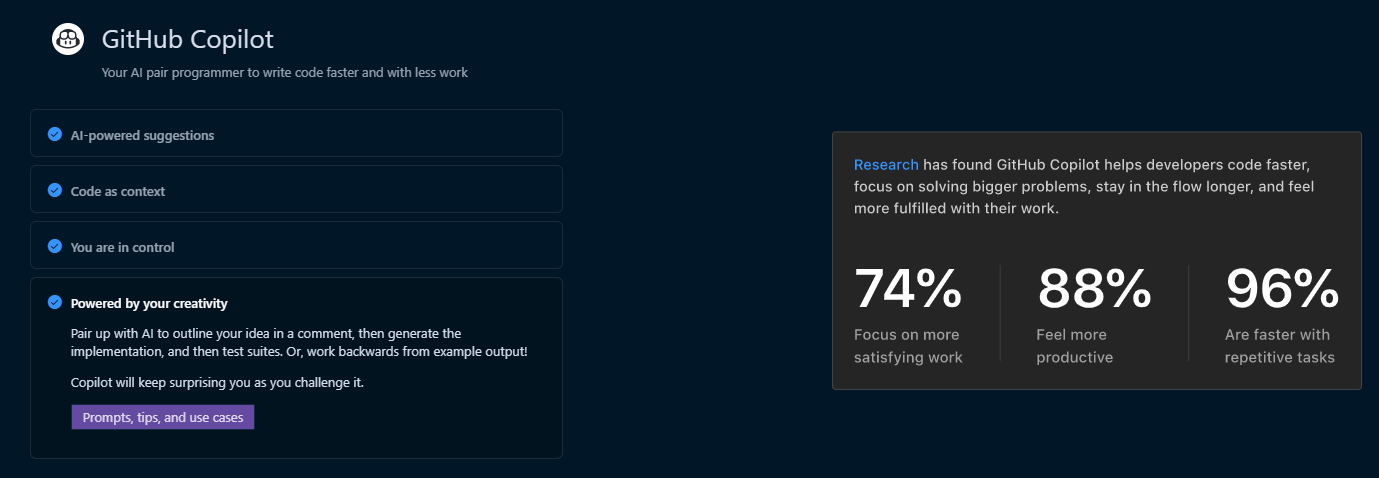 GitHub Copilot
Your AI pair programmer to write code faster and with less work
AI-powered suggestions
Code as context
You are in control
Powered by your creativity
Pair up with AI to outline your idea in a comment, then generate the
implementation, and then test suites. Or, work backwards from example output!
Copilot will keep surprising you as you challenge it.
Prompts, tips, and use cases
Research has found GitHub Copilot helps developers code faster,
focus on solving bigger problems, stay in the flow longer, and feel
more fulfilled with their work.
74%
Focus on more
satisfying work
88%
Feel more
productive
96%
Are faster with
repetitive tasks